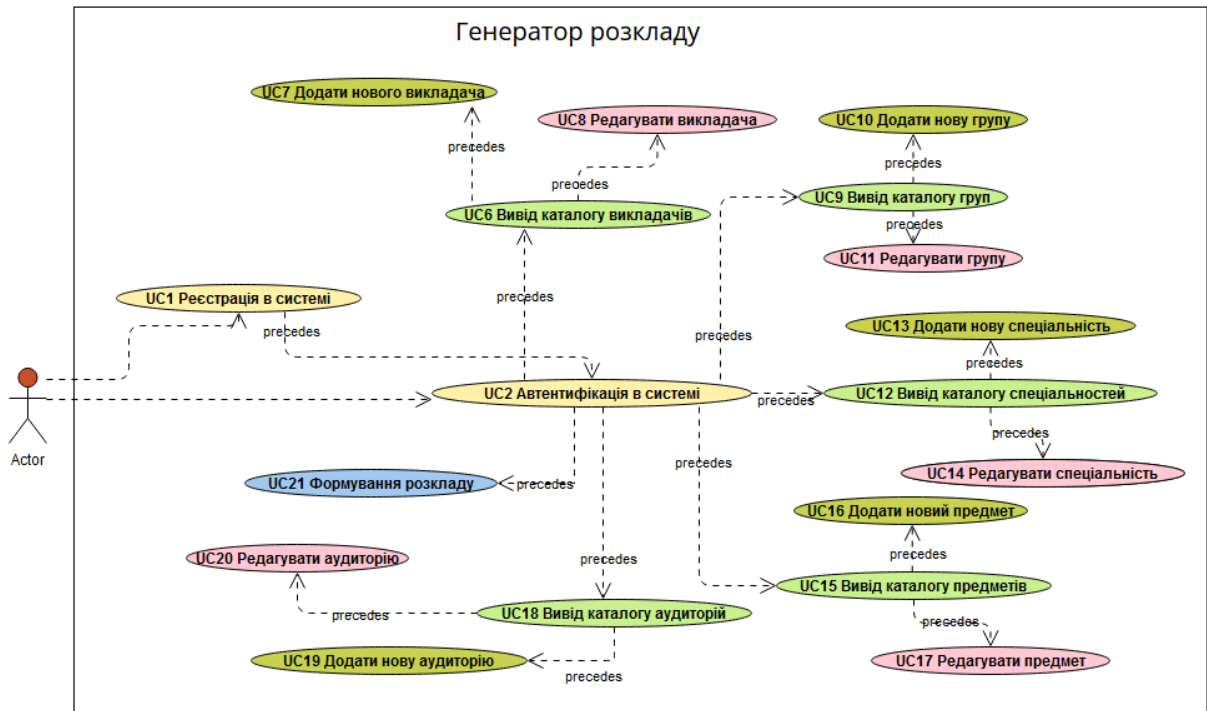 Генератор розкладу
UC7 Додати нового викладача
UC8 Редагувати викладача
UC10 Додати нову групу
precedes
precedes
precedes
UC9 Вивід каталогу груп
UC6 Вивід каталогу викладачів
precedes
UC11 Редагувати групу
precedes
UC1 Реєстрація в системі
precedes
precedes
UC13 Додати нову спеціальність
precedes
UC2 Автентифікація в системі
precedes
UC12 Вивід каталогу спеціальностей
Actor
precedes
precedes
UC14 Редагувати спеціальність
UC21 Формування розкладу
precedes
UC16 Додати новий предмет
UC20 Редагувати аудиторію
precedes
precedes
UC15 Вивід каталогу предметів
UC18 Вивід каталогу аудиторій
precedes
precedes
UC19 Додати нову аудиторію
precedes
UC17 Редагувати предмет